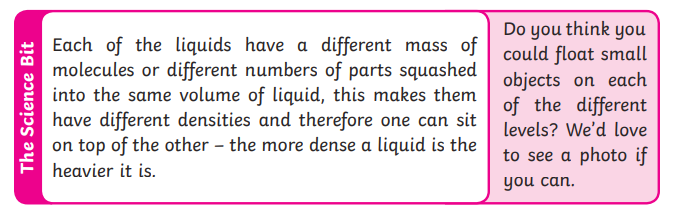 The Science Bit
Each of the liquids have a different mass of
molecules or different numbers of parts squashed
into the same volume of liquid, this makes them
have different densities and therefore one can sit
on top of the other – the more dense a liquid is the
heavier it is.
Do you think you
could float small
objects on each
of the different
levels? We'd love
to see a photo if
you can.